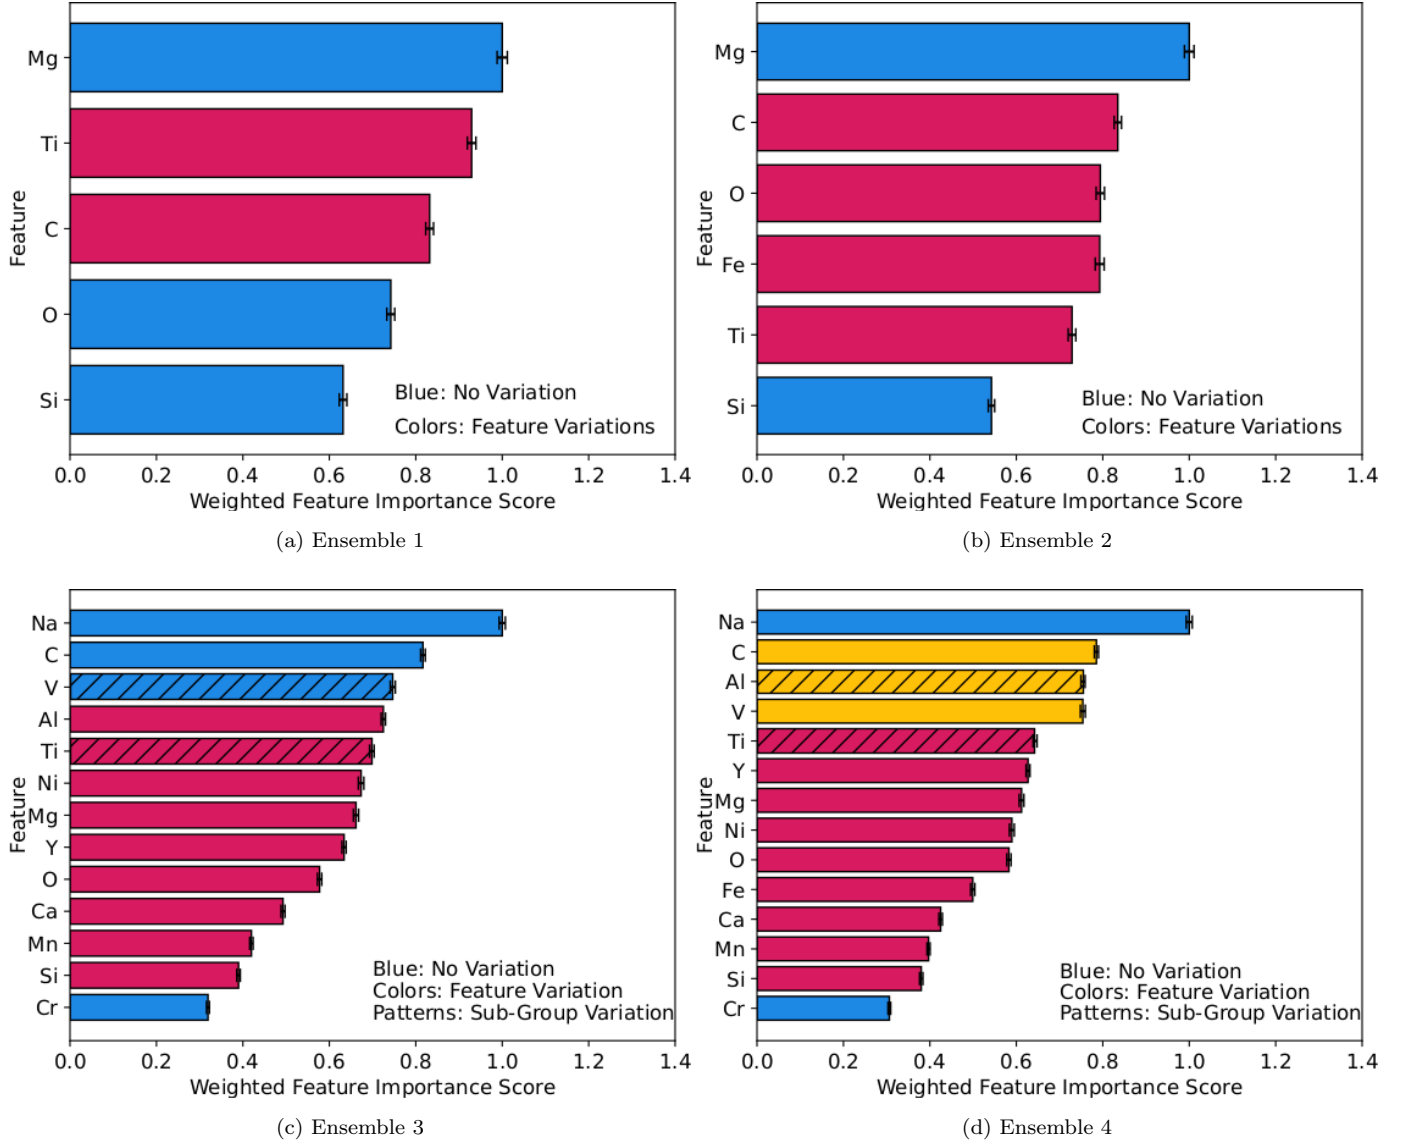 Feature
Mg
Ti
C
O
Si
Blue: No Variation
Colors: Feature Variations
0.0 0.2 0.4 0.6 0.8 1.0 1.2 1.4
Weighted Feature Importance Score
(a) Ensemble 1
Feature
Mg
C
O
Fe
Ti
Si
Blue: No Variation
Colors: Feature Variations
0.0 0.2 0.4 0.6 0.8 1.0 1.2 1.4
Weighted Feature Importance Score
(b) Ensemble 2
Feature
Na
C
V
Al
Ti
Ni
Mg
Y
O
Ca
Mn
Si
Cr
Blue: No Variation
Colors: Feature Variation
Patterns: Sub-Group Variation
0.0 0.2 0.4 0.6 0.8 1.0 1.2 1.4
Weighted Feature Importance Score
(c) Ensemble 3
Feature
Na
C
Al
V
Ti
Y
Mg
Ni
O
Fe
Ca
Mn
Si
Cr
Blue: No Variation
Colors: Feature Variation
Patterns: Sub-Group Variation
0.0 0.2 0.4 0.6 0.8 1.0 1.2 1.4
Weighted Feature Importance Score
(d) Ensemble 4